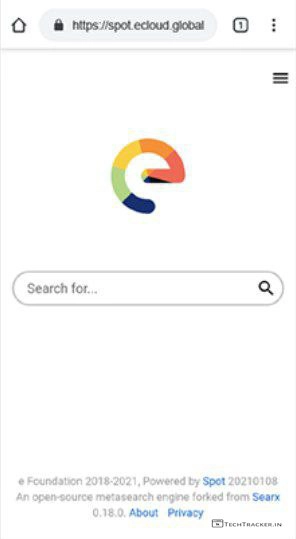 https://spot.ecloud.global
1
Search for...
e Foundation 2018-2021, Powered by Spot 20210108
An open-source metasearch engine forked from Searx
0.18.0. About Privacy
TECHTRACKER.IN